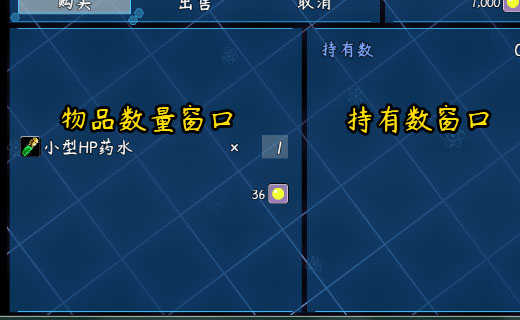 购买 出售 取消 1,000
持有数 0
物品数量窗口 持有数窗口
小型HP药水 × 1
36